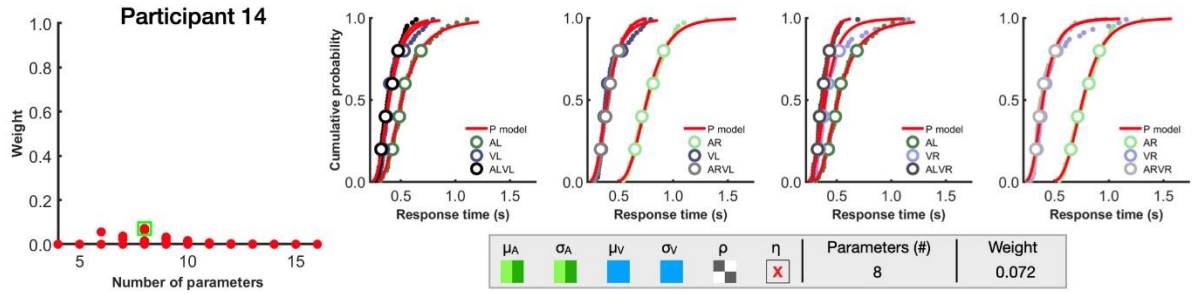 Participant 14
Weight
1.0
0.8
0.6
0.4
0.2
0.0
5
10
15
Number of parameters
Cumulative probability
1.0
0.5
0.0
P model
AL
VL
ALVL
0.5
1.0
1.5
Response time (s)
1.0
0.5
0.0
P model
AR
VL
ARVL
0.5
1.0
1.5
Response time (s)
1.0
0.5
0.0
P model
AL
VR
ALVR
0.5
1.0
1.5
Response time (s)
1.0
0.5
0.0
P model
AR
VR
ARVR
0.5
1.0
1.5
Response time (s)
μA σA μV σV ρ η Parameters (#) Weight
X 8 0.072